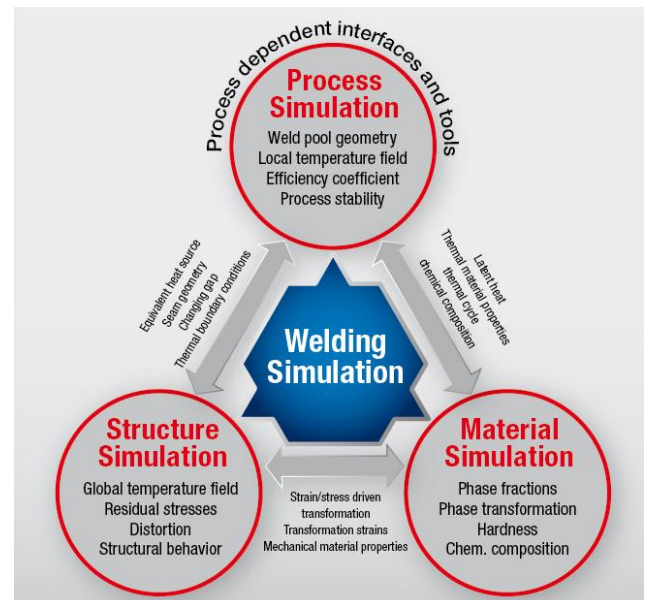 Process dependent interfaces and tools
Process
Simulation
Weld pool geometry
Local temperature field
Efficiency coefficient
Process stability
Equivalent heat source
Seam geometry
Changing gap
Thermal boundary conditions
Latent heat
Thermal material properties
thermal cycle
chemical composition
Welding
Simulation
Structure
Simulation
Global temperature field
Residual stresses
Distortion
Structural behavior
Strain/stress driven
transformation
Transformation strains
Mechanical material properties
Material
Simulation
Phase fractions
Phase transformation
Hardness
Chem. composition